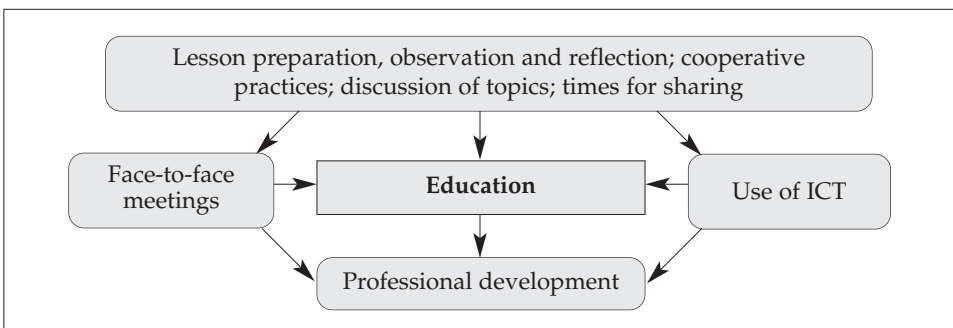 Lesson preparation, observation and reflection; cooperative
practices; discussion of topics; times for sharing
Face-to-face
meetings
Education
Use of ICT
Professional development